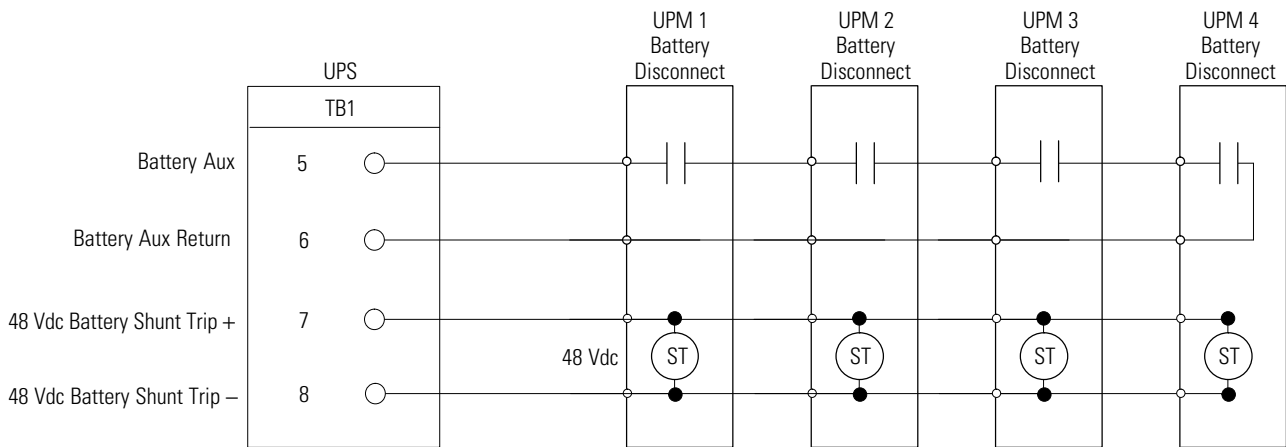 UPM 1
Battery
Disconnect
UPM 2
Battery
Disconnect
UPM 3
Battery
Disconnect
UPM 4
Battery
Disconnect
UPS
TB1
Battery Aux
5
Battery Aux Return
6
48 Vdc Battery Shunt Trip +
7
48 Vdc
ST
ST
ST
ST
48 Vdc Battery Shunt Trip –
8